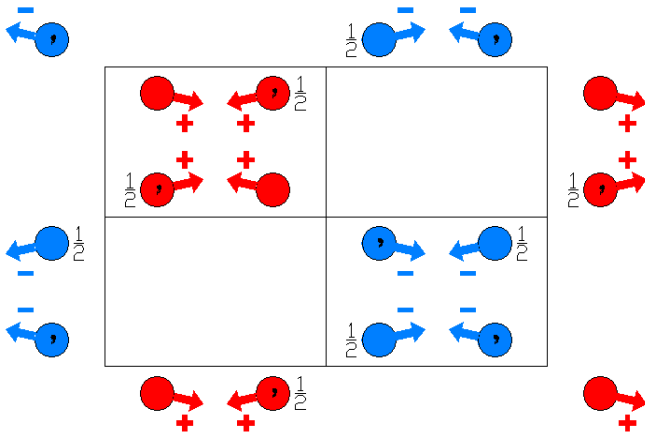 − − −
, ½ ,
, ½
+ + +
+ + +
½ , ½ ,
½ , ½
− − −
− − −
, ½ ,
, ½
+ + +